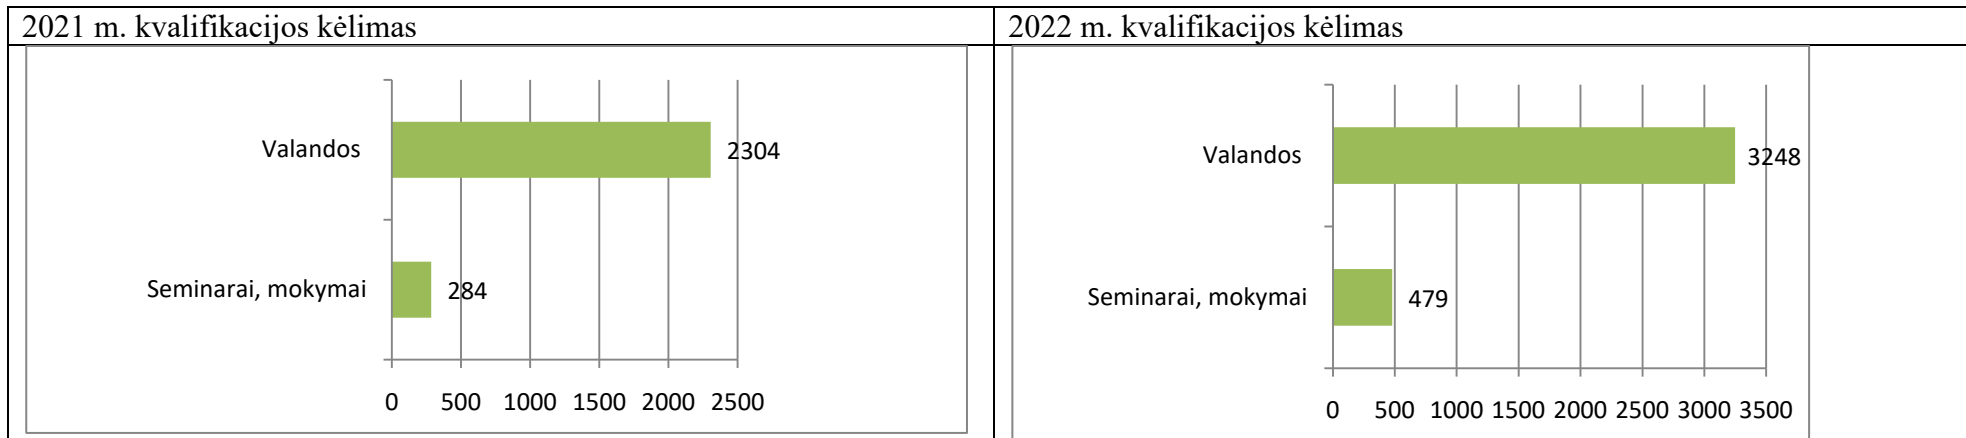 2021 m. kvalifikacijos kėlimas
2022 m. kvalifikacijos kėlimas
Valandos
2304
Seminarai, mokymai
284
0 500 1000 1500 2000 2500
Valandos
3248
Seminarai, mokymai
479
0 500 1000 1500 2000 2500 3000 3500